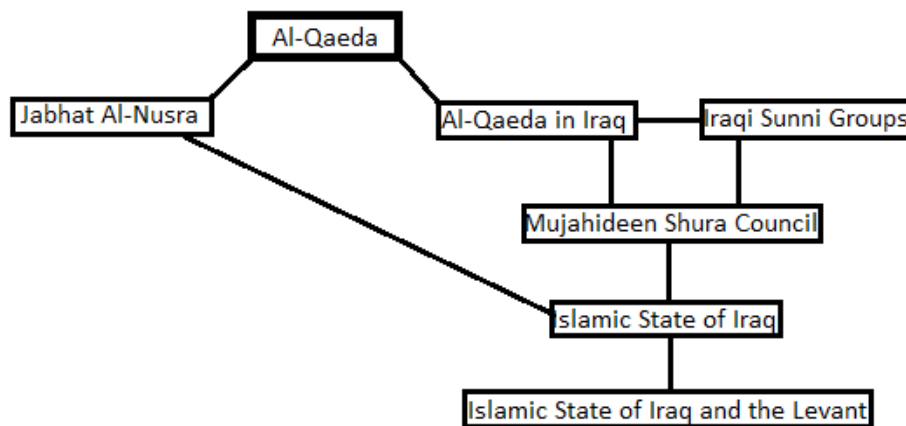 Al-Qaeda
Jabhat Al-Nusra
Al-Qaeda in Iraq
Iraqi Sunni Groups
Mujahideen Shura Council
Islamic State of Iraq
Islamic State of Iraq and the Levant